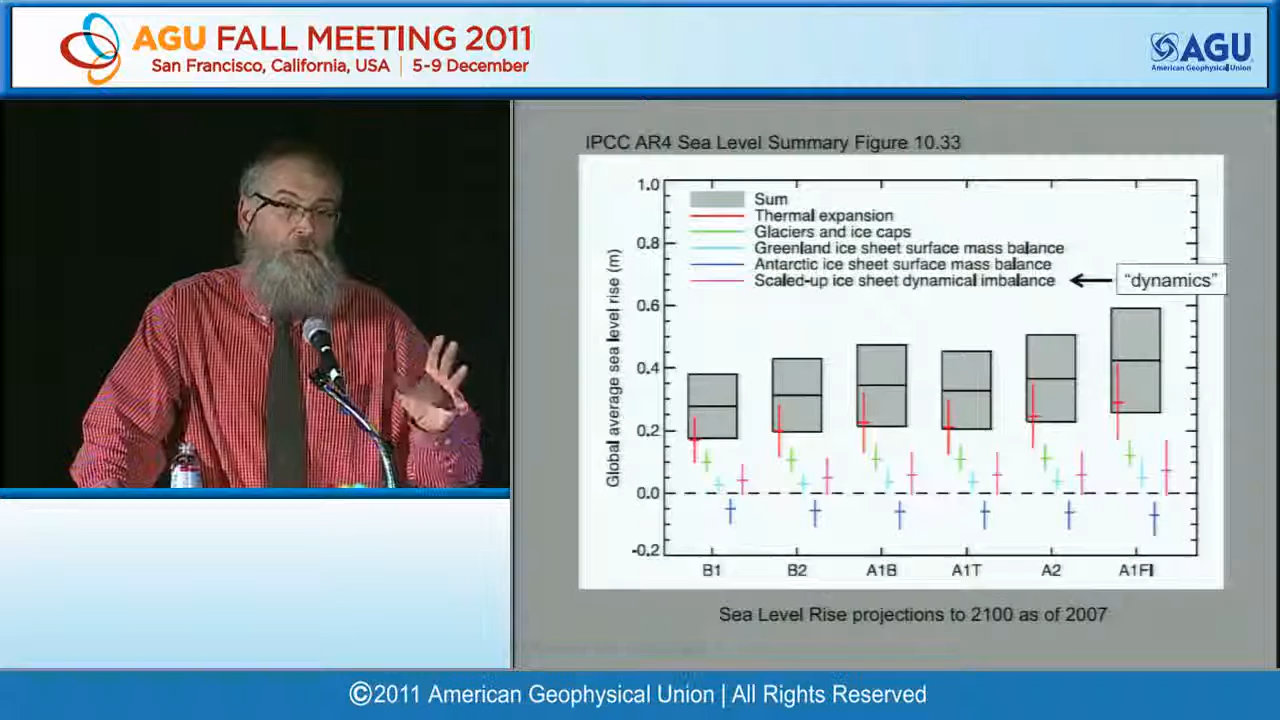 AGU FALL MEETING 2011
San Francisco, California, USA | 5-9 December
AGU
American Geophysical Union
IPCC AR4 Sea Level Summary Figure 10.33
1.0
0.8
0.6
0.4
0.2
0.0
-0.2
Global average sea level rise (m)
Sum
Thermal expansion
Glaciers and ice caps
Greenland ice sheet surface mass balance
Antarctic ice sheet surface mass balance
Scaled-up ice sheet dynamical imbalance
"dynamics"
B1 B2 A1B A1T A2 A1FI
Sea Level Rise projections to 2100 as of 2007
©2011 American Geophysical Union | All Rights Reserved